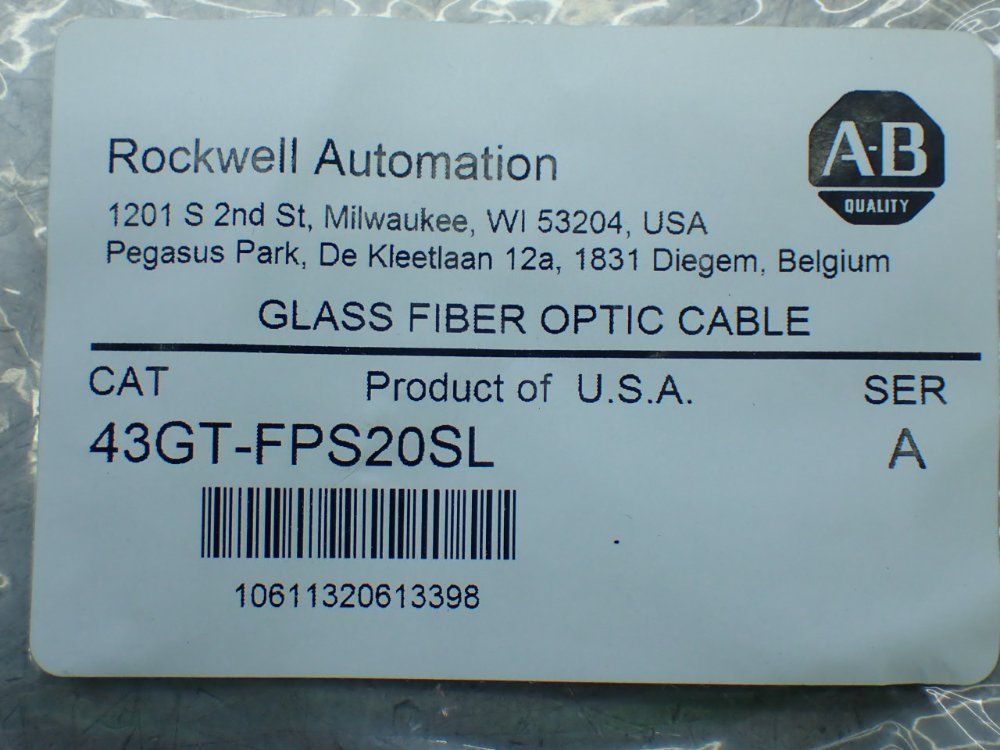 A-B
QUALITY
Rockwell Automation
1201 S 2nd St, Milwaukee, WI 53204, USA
Pegasus Park, De Kleetlaan 12a, 1831 Diegem, Belgium
GLASS FIBER OPTIC CABLE
CAT Product of U.S.A. SER
43GT-FPS20SL A
10611320613398